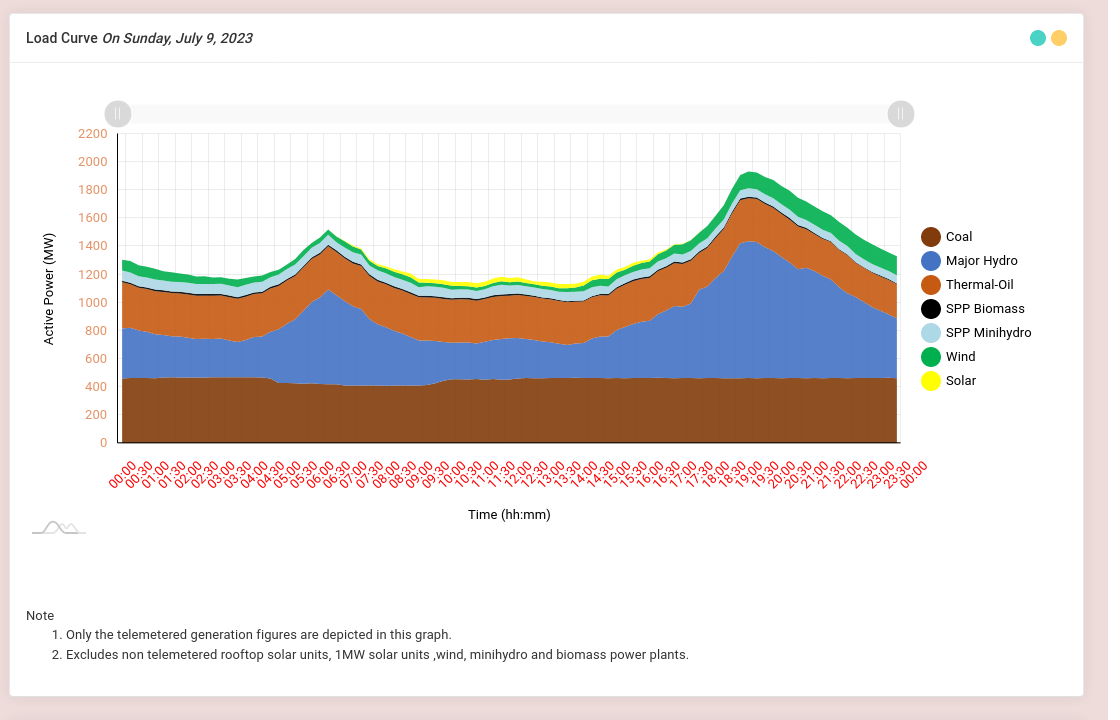 Load Curve On Sunday, July 9, 2023
2200
2000
1800
1600
1400
1200
1000
800
600
400
200
0
Active Power (MW)
00:00 00:30 01:00 01:30 02:00 02:30 03:00 03:30 04:00 04:30 05:00 05:30 06:00 06:30 07:00 07:30 08:00 08:30 09:00 09:30 10:00 10:30 11:00 11:30 12:00 12:30 13:00 13:30 14:00 14:30 15:00 15:30 16:00 16:30 17:00 17:30 18:00 18:30 19:00 19:30 20:00 20:30 21:00 21:30 22:00 22:30 23:00 23:30 00:00
Time (hh:mm)
Coal
Major Hydro
Thermal-Oil
SPP Biomass
SPP Minihydro
Wind
Solar
Note
1. Only the telemetered generation figures are depicted in this graph.
2. Excludes non telemetered rooftop solar units, 1MW solar units ,wind, minihydro and biomass power plants.